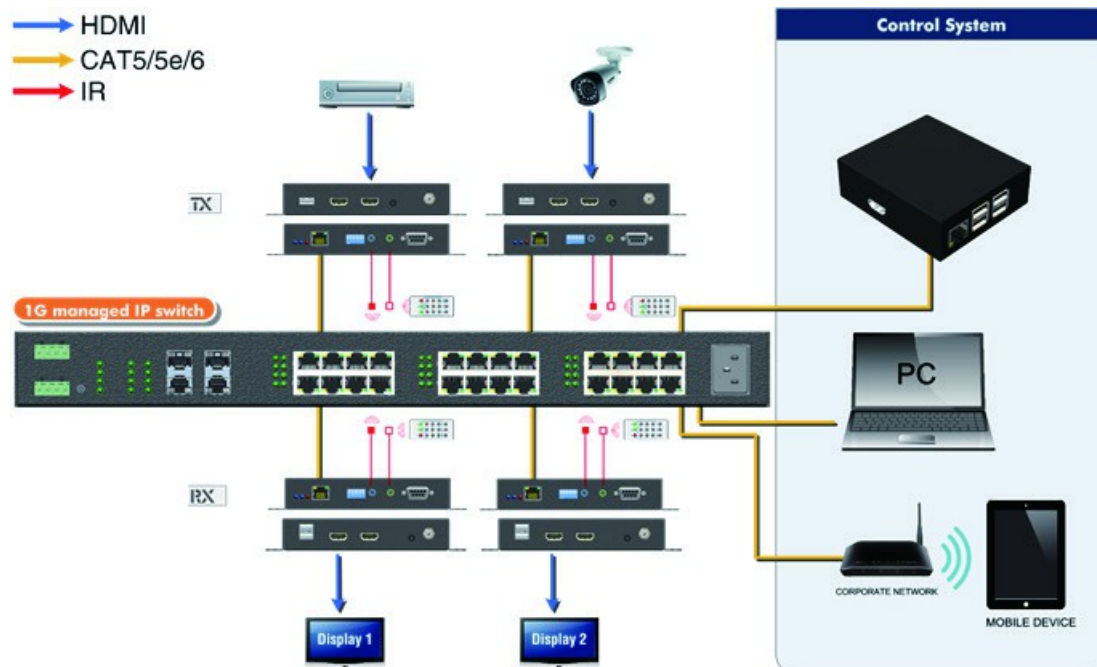 HDMI
CAT5/5e/6
IR
Control System
TX
1G managed IP switch
PC
RX
CORPORATE NETWORK
MOBILE DEVICE
Display 1
Display 2